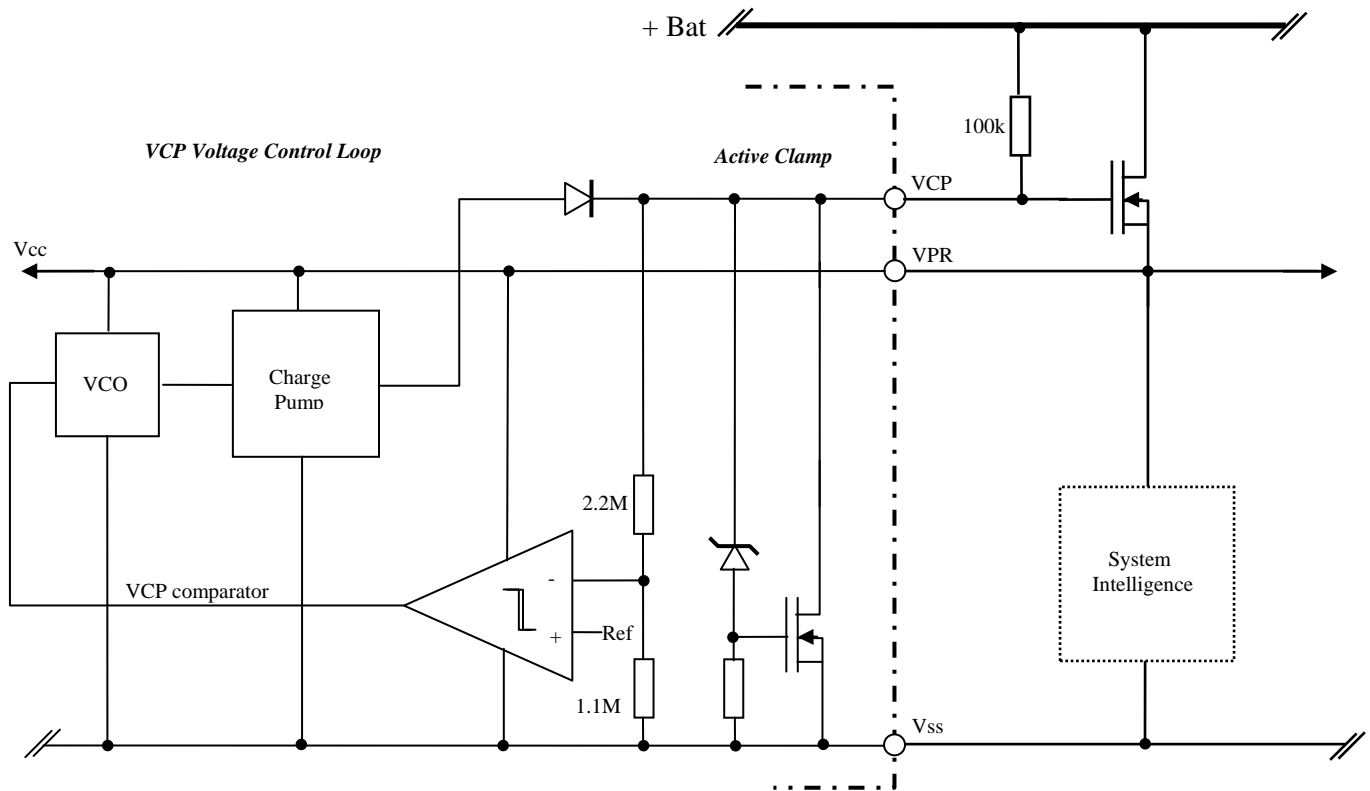 + Bat
100k
VCP Voltage Control Loop
Active Clamp
VCP
Vcc
VPR
VCO
Charge
Pump
2.2M
System
Intelligence
VCP comparator
-
+
Ref
1.1M
Vss